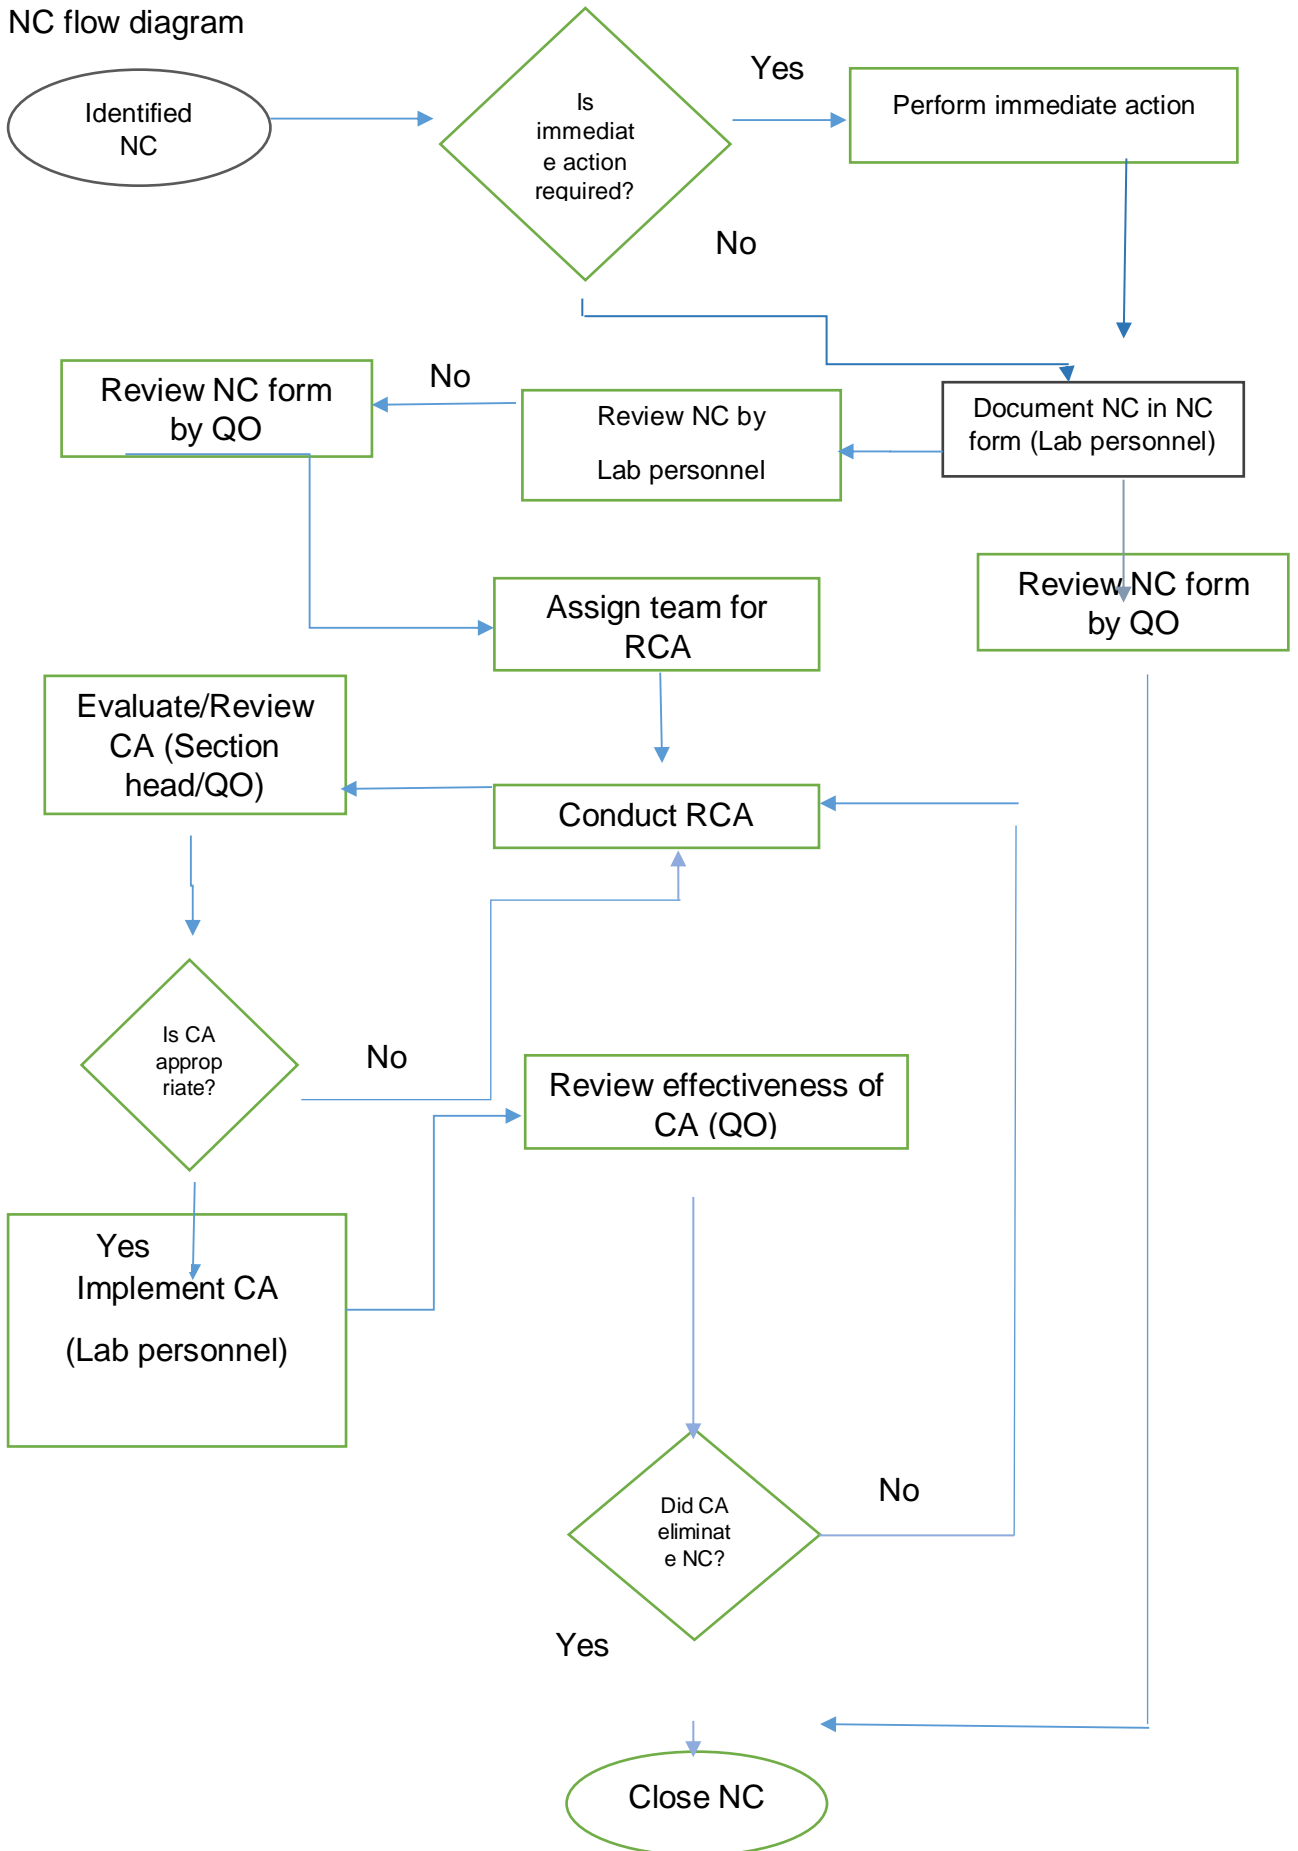 NC flow diagram
Identified
NC
Is
immediat
e action
required?
Yes
Perform immediate action
No
Review NC form
by QO
No
Review NC by
Lab personnel
Document NC in NC
form (Lab personnel)
Review NC form
by QO
Assign team for
RCA
Evaluate/Review
CA (Section
head/QO)
Conduct RCA
Is CA
approp
riate?
No
Review effectiveness of
CA (QO)
Yes
Implement CA
(Lab personnel)
Did CA
eliminat
e NC?
No
Yes
Close NC